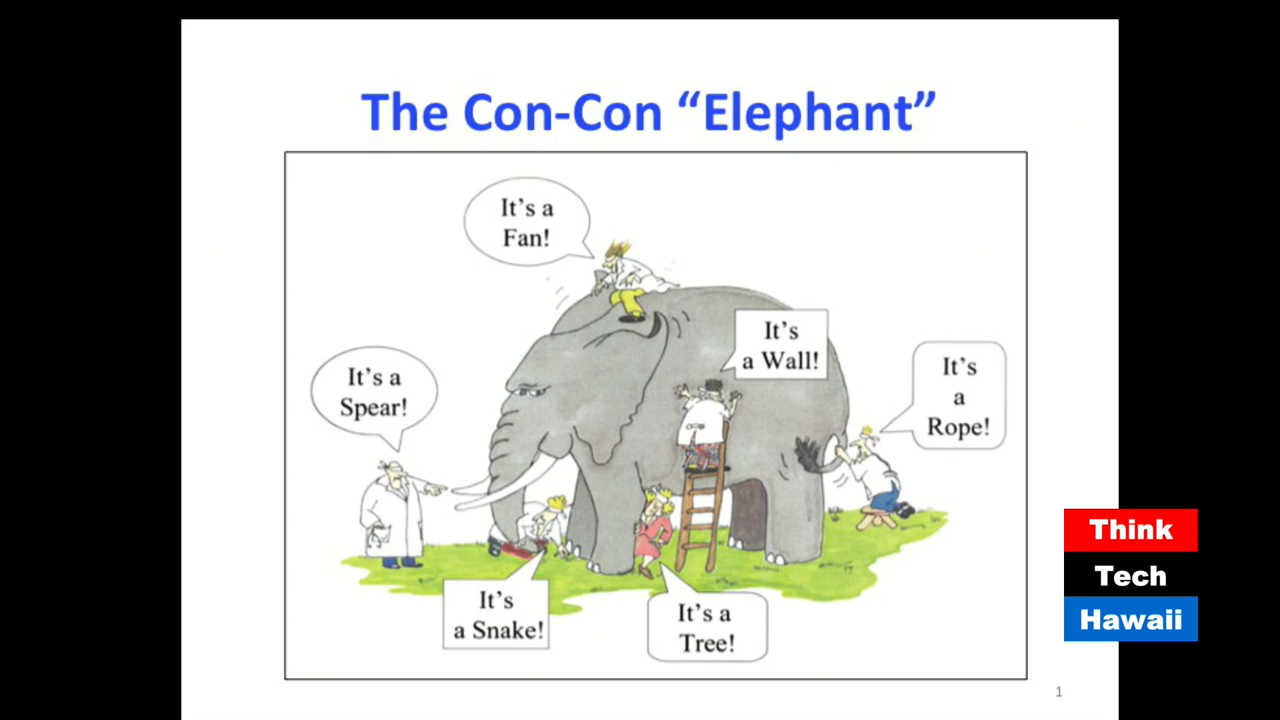 The Con-Con “Elephant”
It’s a
Fan!
It’s
a Wall!
It’s a
Spear!
It’s
a
Rope!
It’s
a Snake!
It’s a
Tree!
Think
Tech
Hawaii
1